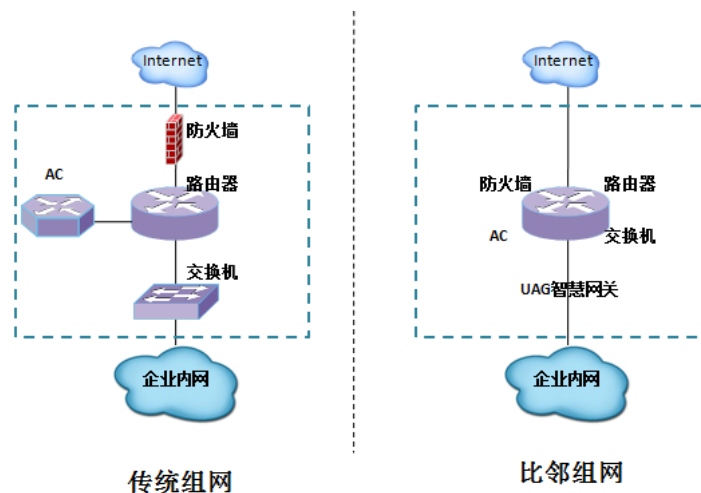 Internet
防火墙
AC
路由器
交换机
企业内网
传统组网
Internet
防火墙
路由器
AC
交换机
UAG智慧网关
企业内网
比邻组网